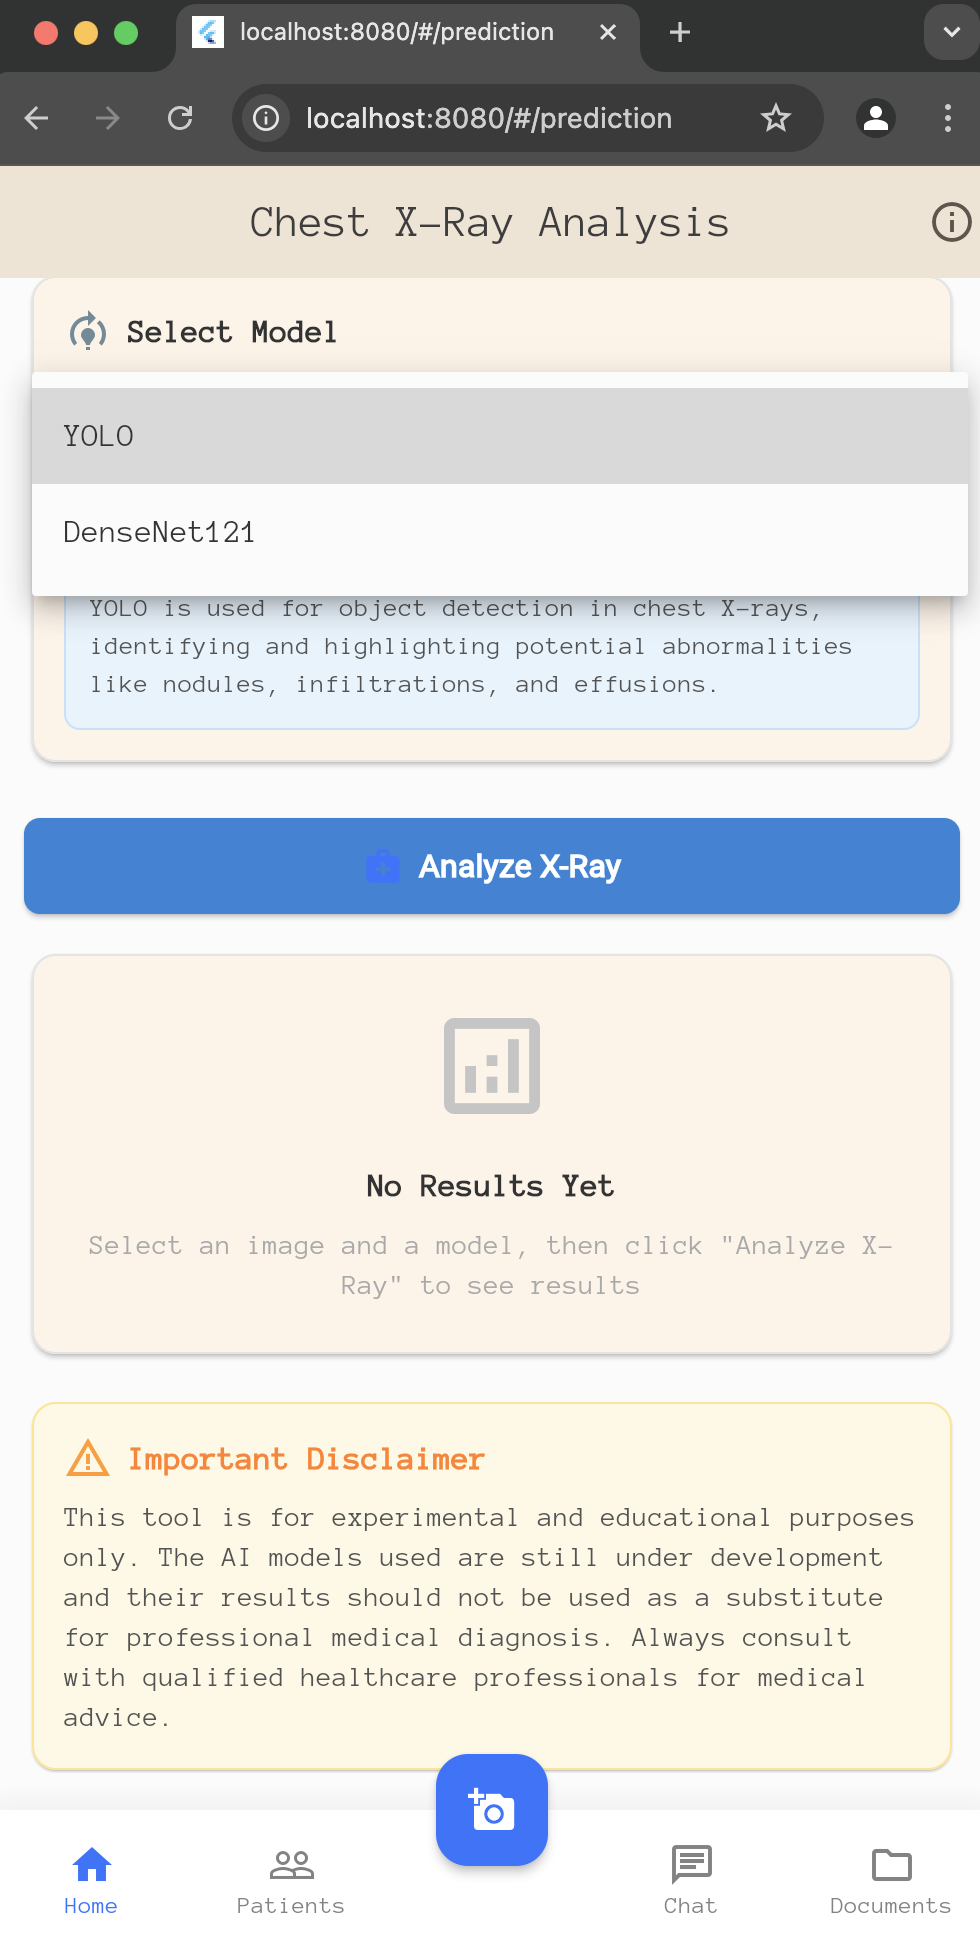 localhost:8080/#/prediction
localhost:8080/#/prediction
Chest X-Ray Analysis
Select Model
YOLO
DenseNet121
YOLO is used for object detection in chest X-rays,
identifying and highlighting potential abnormalities
like nodules, infiltrations, and effusions.
Analyze X-Ray
No Results Yet
Select an image and a model, then click "Analyze X-
Ray" to see results
Important Disclaimer
This tool is for experimental and educational purposes
only. The AI models used are still under development
and their results should not be used as a substitute
for professional medical diagnosis. Always consult
with qualified healthcare professionals for medical
advice.
Home
Patients
Chat
Documents